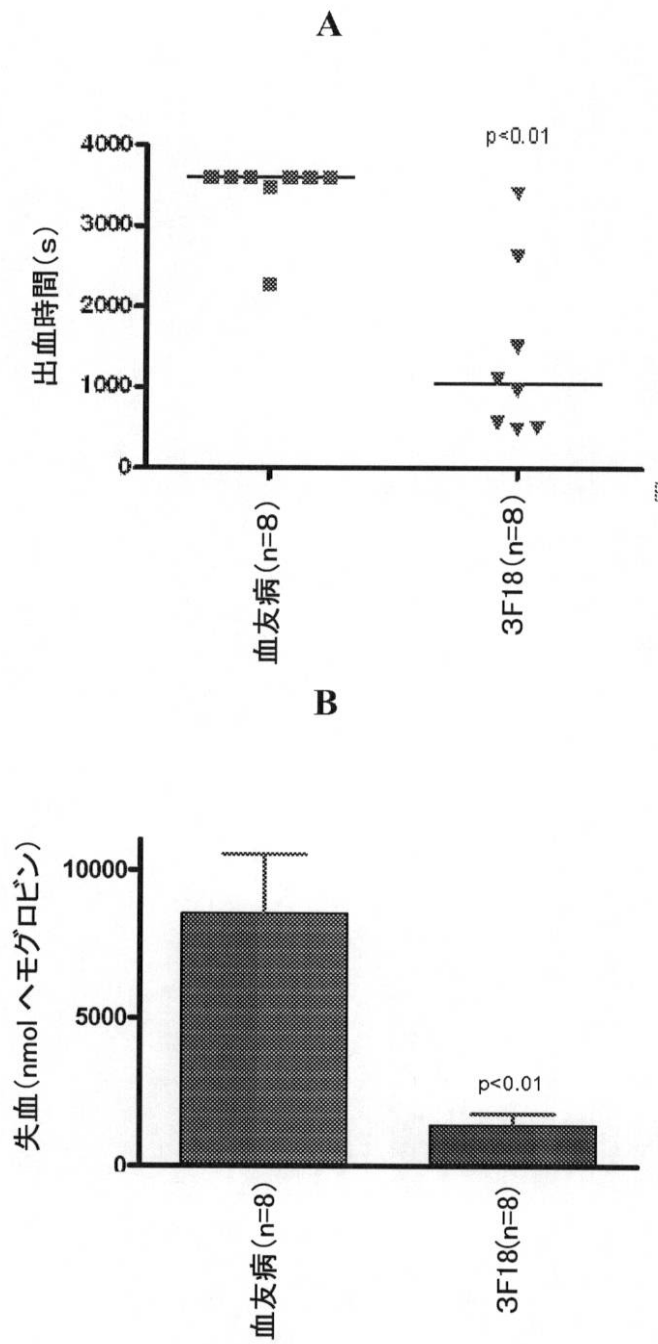 A
p<0.01
4000
3000
2000
1000
0
出血時間(s)
血友病(n=8)
3F18(n=8)
B
10000
5000
0
失血(nmol ヘモグロビン)
p<0.01
血友病(n=8)
3F18(n=8)